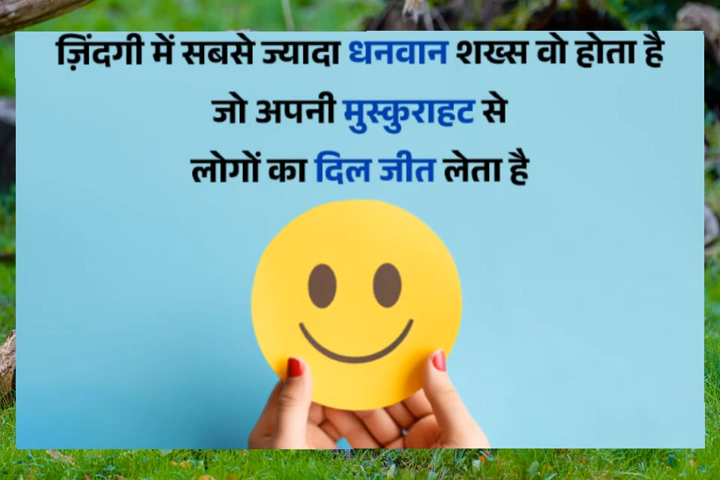 ज़िंदगी में सबसे ज्यादा धनवान शख्स वो होता है
जो अपनी मुस्कुराहट से
लोगों का दिल जीत लेता है